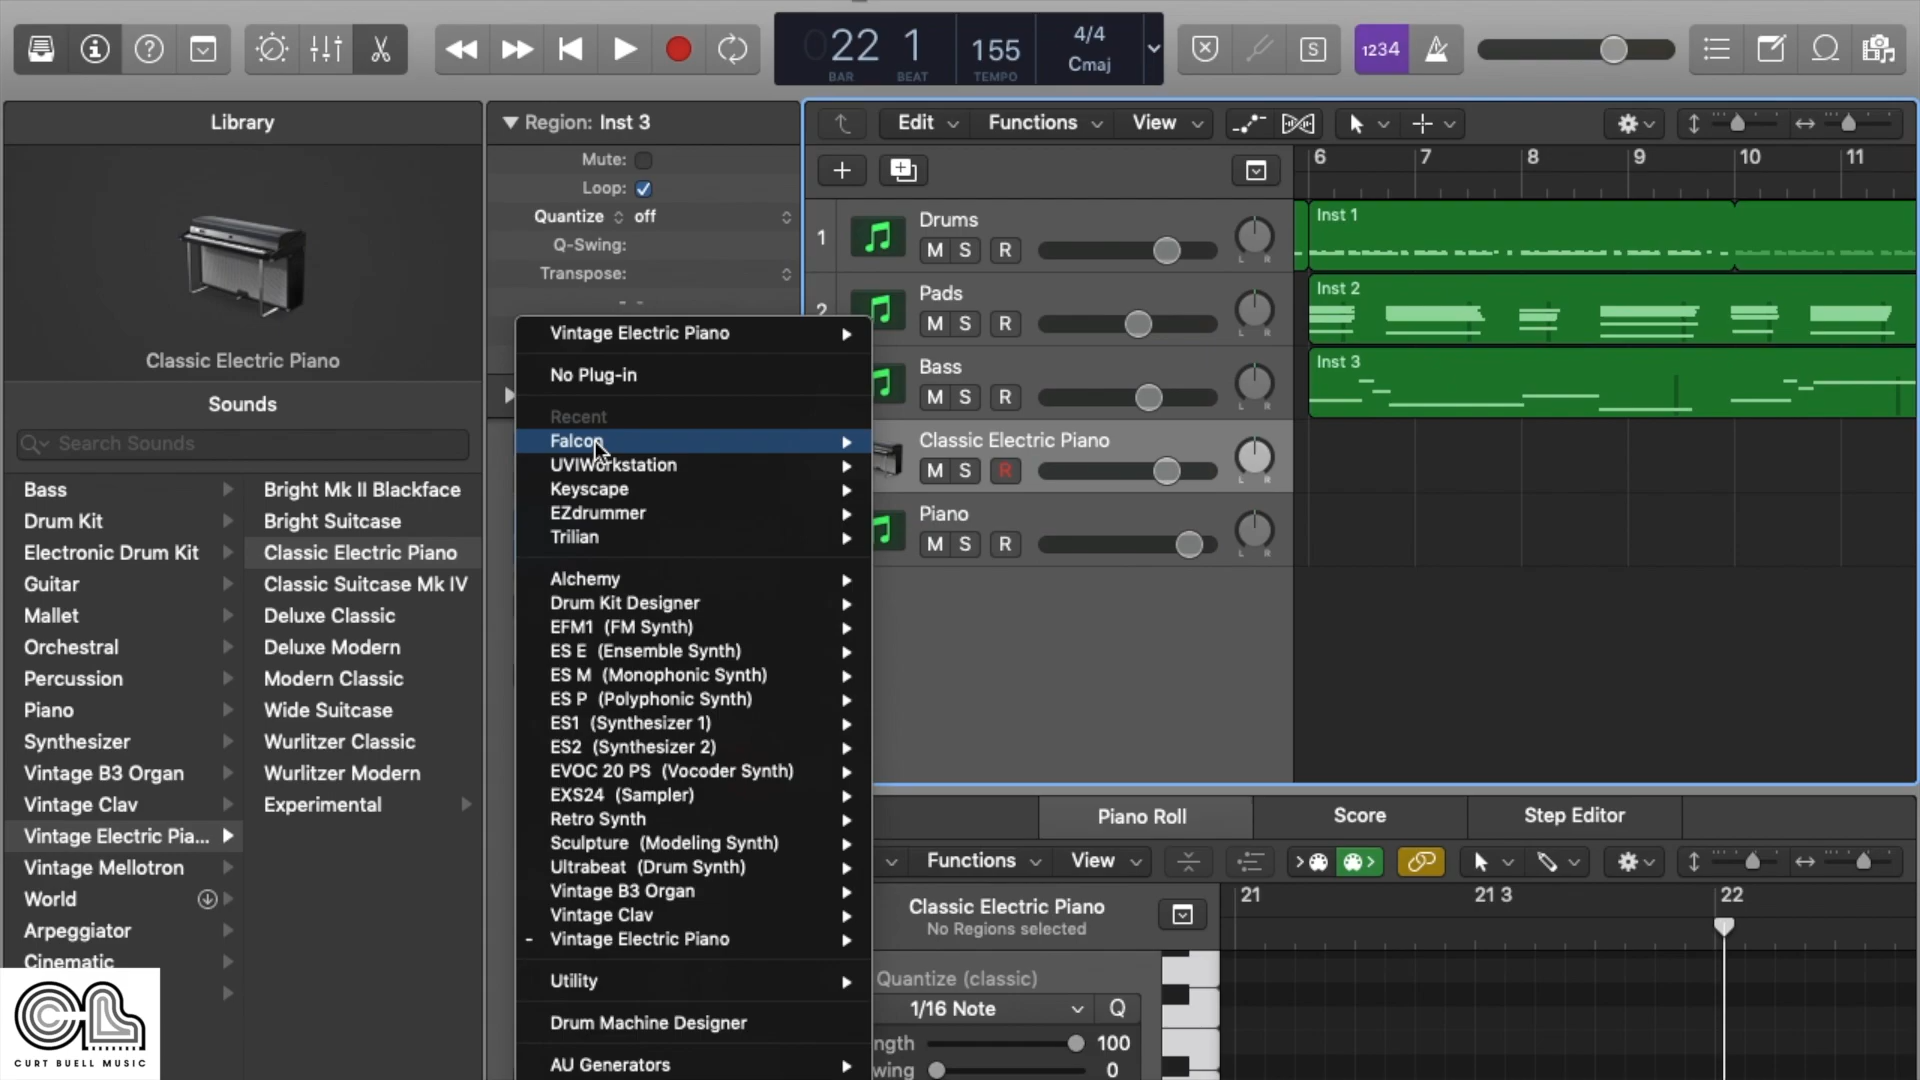 22
BAR
1
BEAT
155
TEMPO
4/4
Cmaj
S
1234
Library
Classic Electric Piano
Sounds
Search Sounds
Bass
Drum Kit
Electronic Drum Kit
Guitar
Mallet
Orchestral
Percussion
Piano
Synthesizer
Vintage B3 Organ
Vintage Clav
Vintage Electric Pia...
Vintage Mellotron
World
Arpeggiator
Cinematic
Bright Mk II Blackface
Bright Suitcase
Classic Electric Piano
Classic Suitcase Mk IV
Deluxe Classic
Deluxe Modern
Modern Classic
Wide Suitcase
Wurlitzer Classic
Wurlitzer Modern
Experimental
CURT BUELL MUSIC
Region: Inst 3
Mute:
Loop:
Quantize off
Q-Swing:
Transpose:
Vintage Electric Piano
No Plug-in
Recent
Falcon
UVIWorkstation
Keyscape
EZdrummer
Trilian
Alchemy
Drum Kit Designer
EFM1 (FM Synth)
ES E (Ensemble Synth)
ES M (Monophonic Synth)
ES P (Polyphonic Synth)
ES1 (Synthesizer 1)
ES2 (Synthesizer 2)
EVOC 20 PS (Vocoder Synth)
EXS24 (Sampler)
Retro Synth
Sculpture (Modeling Synth)
Ultrabeat (Drum Synth)
Vintage B3 Organ
Vintage Clav
- Vintage Electric Piano
Utility
Drum Machine Designer
AU Generators
Edit Functions View
6 7 8 9 10 11
1
Drums
M S R
L R
2
Pads
M S R
L R
Bass
M S R
L R
Classic Electric Piano
M S R
L R
Piano
M S R
L R
Inst 1
Inst 2
Inst 3
Piano Roll
Score
Step Editor
Functions View
21 21 3 22
Classic Electric Piano
No Regions selected
Quantize (classic)
1/16 Note
Q
ngth 100
wing 0